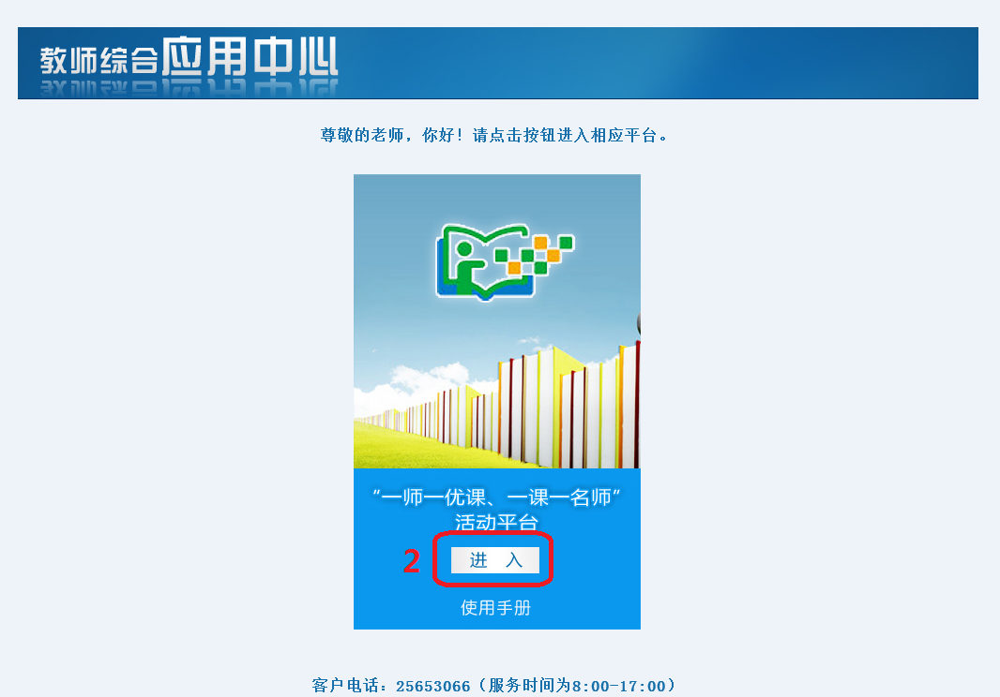 教师综合应用中心
尊敬的老师，你好！请点击按钮进入相应平台。
“一师一优课、一课一名师”
活动平台
2
进 入
使用手册
客户电话：25653066（服务时间为8:00-17:00）